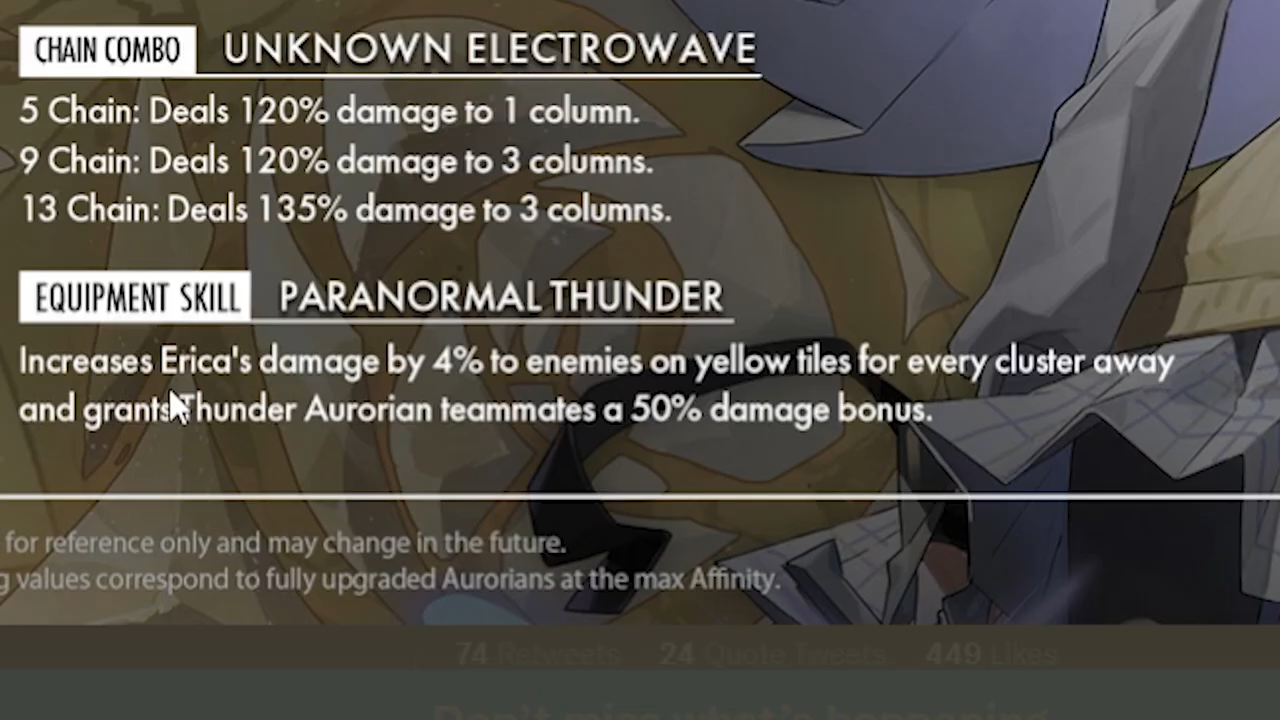 CHAIN COMBO UNKNOWN ELECTROWAVE
5 Chain: Deals 120% damage to 1 column.
9 Chain: Deals 120% damage to 3 columns.
13 Chain: Deals 135% damage to 3 columns.
EQUIPMENT SKILL PARANORMAL THUNDER
Increases Erica's damage by 4% to enemies on yellow tiles for every cluster away
and grants Thunder Aurorian teammates a 50% damage bonus.
for reference only and may change in the future.
values correspond to fully upgraded Aurorians at the max Affinity.
74 Retweets 24 Quote Tweets 449 Likes
Don't miss what's happening